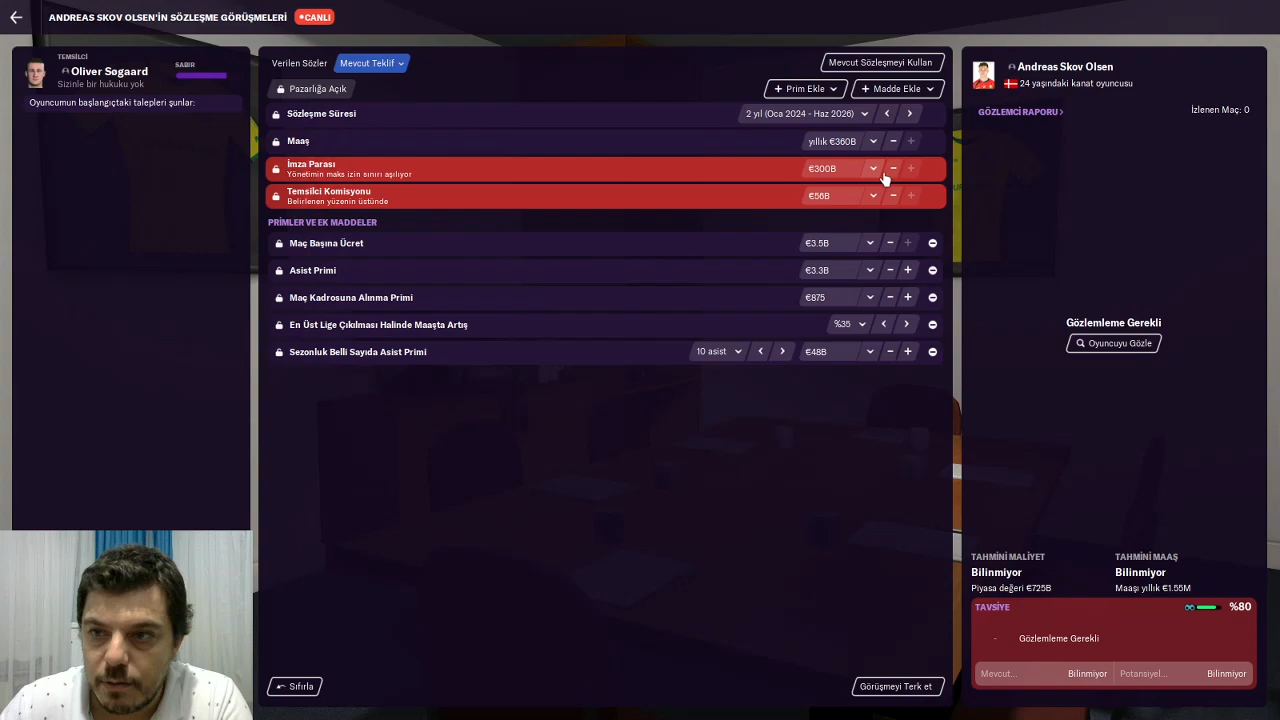 ANDREAS SKOV OLSEN'İN SÖZLEŞME GÖRÜŞMELERİ
CANLI
TEMSİLCİ
Oliver Søgaard
Sizinle bir hukuku yok
SABIR
Oyuncumun başlangıçtaki talepleri şunlar:
Verilen Sözler
Mevcut Teklif
Mevcut Sözleşmeyi Kullan
Pazarlığa Açık
Prim Ekle
Madde Ekle
Sözleşme Süresi
2 yıl (Oca 2024 - Haz 2026)
Maaş
yıllık €360B
İmza Parası
Yönetimin maks izin sınırı aşılıyor
€300B
Temsilci Komisyonu
Belirlenen yüzenin üstünde
€56B
PRİMLER VE EK MADDELER
Maç Başına Ücret
€3.5B
Asist Primi
€3.3B
Maç Kadrosuna Alınma Primi
€875
En Üst Lige Çıkılması Halinde Maaşta Artış
%35
Sezonluk Belli Sayıda Asist Primi
10 asist
€48B
Sıfırla
Görüşmeyi Terk et
Andreas Skov Olsen
24 yaşındaki kanat oyuncusu
GÖZLEMCİ RAPORU
İzlenen Maç: 0
Gözlemleme Gerekli
Oyuncuyu Gözle
TAHMİNİ MALİYET
Bilinmiyor
Piyasa değeri €725B
TAHMİNİ MAAŞ
Bilinmiyor
Maaşı yıllık €1.55M
TAVSİYE
%80
- Gözlemleme Gerekli
Mevcut... Bilinmiyor
Potansiyel... Bilinmiyor